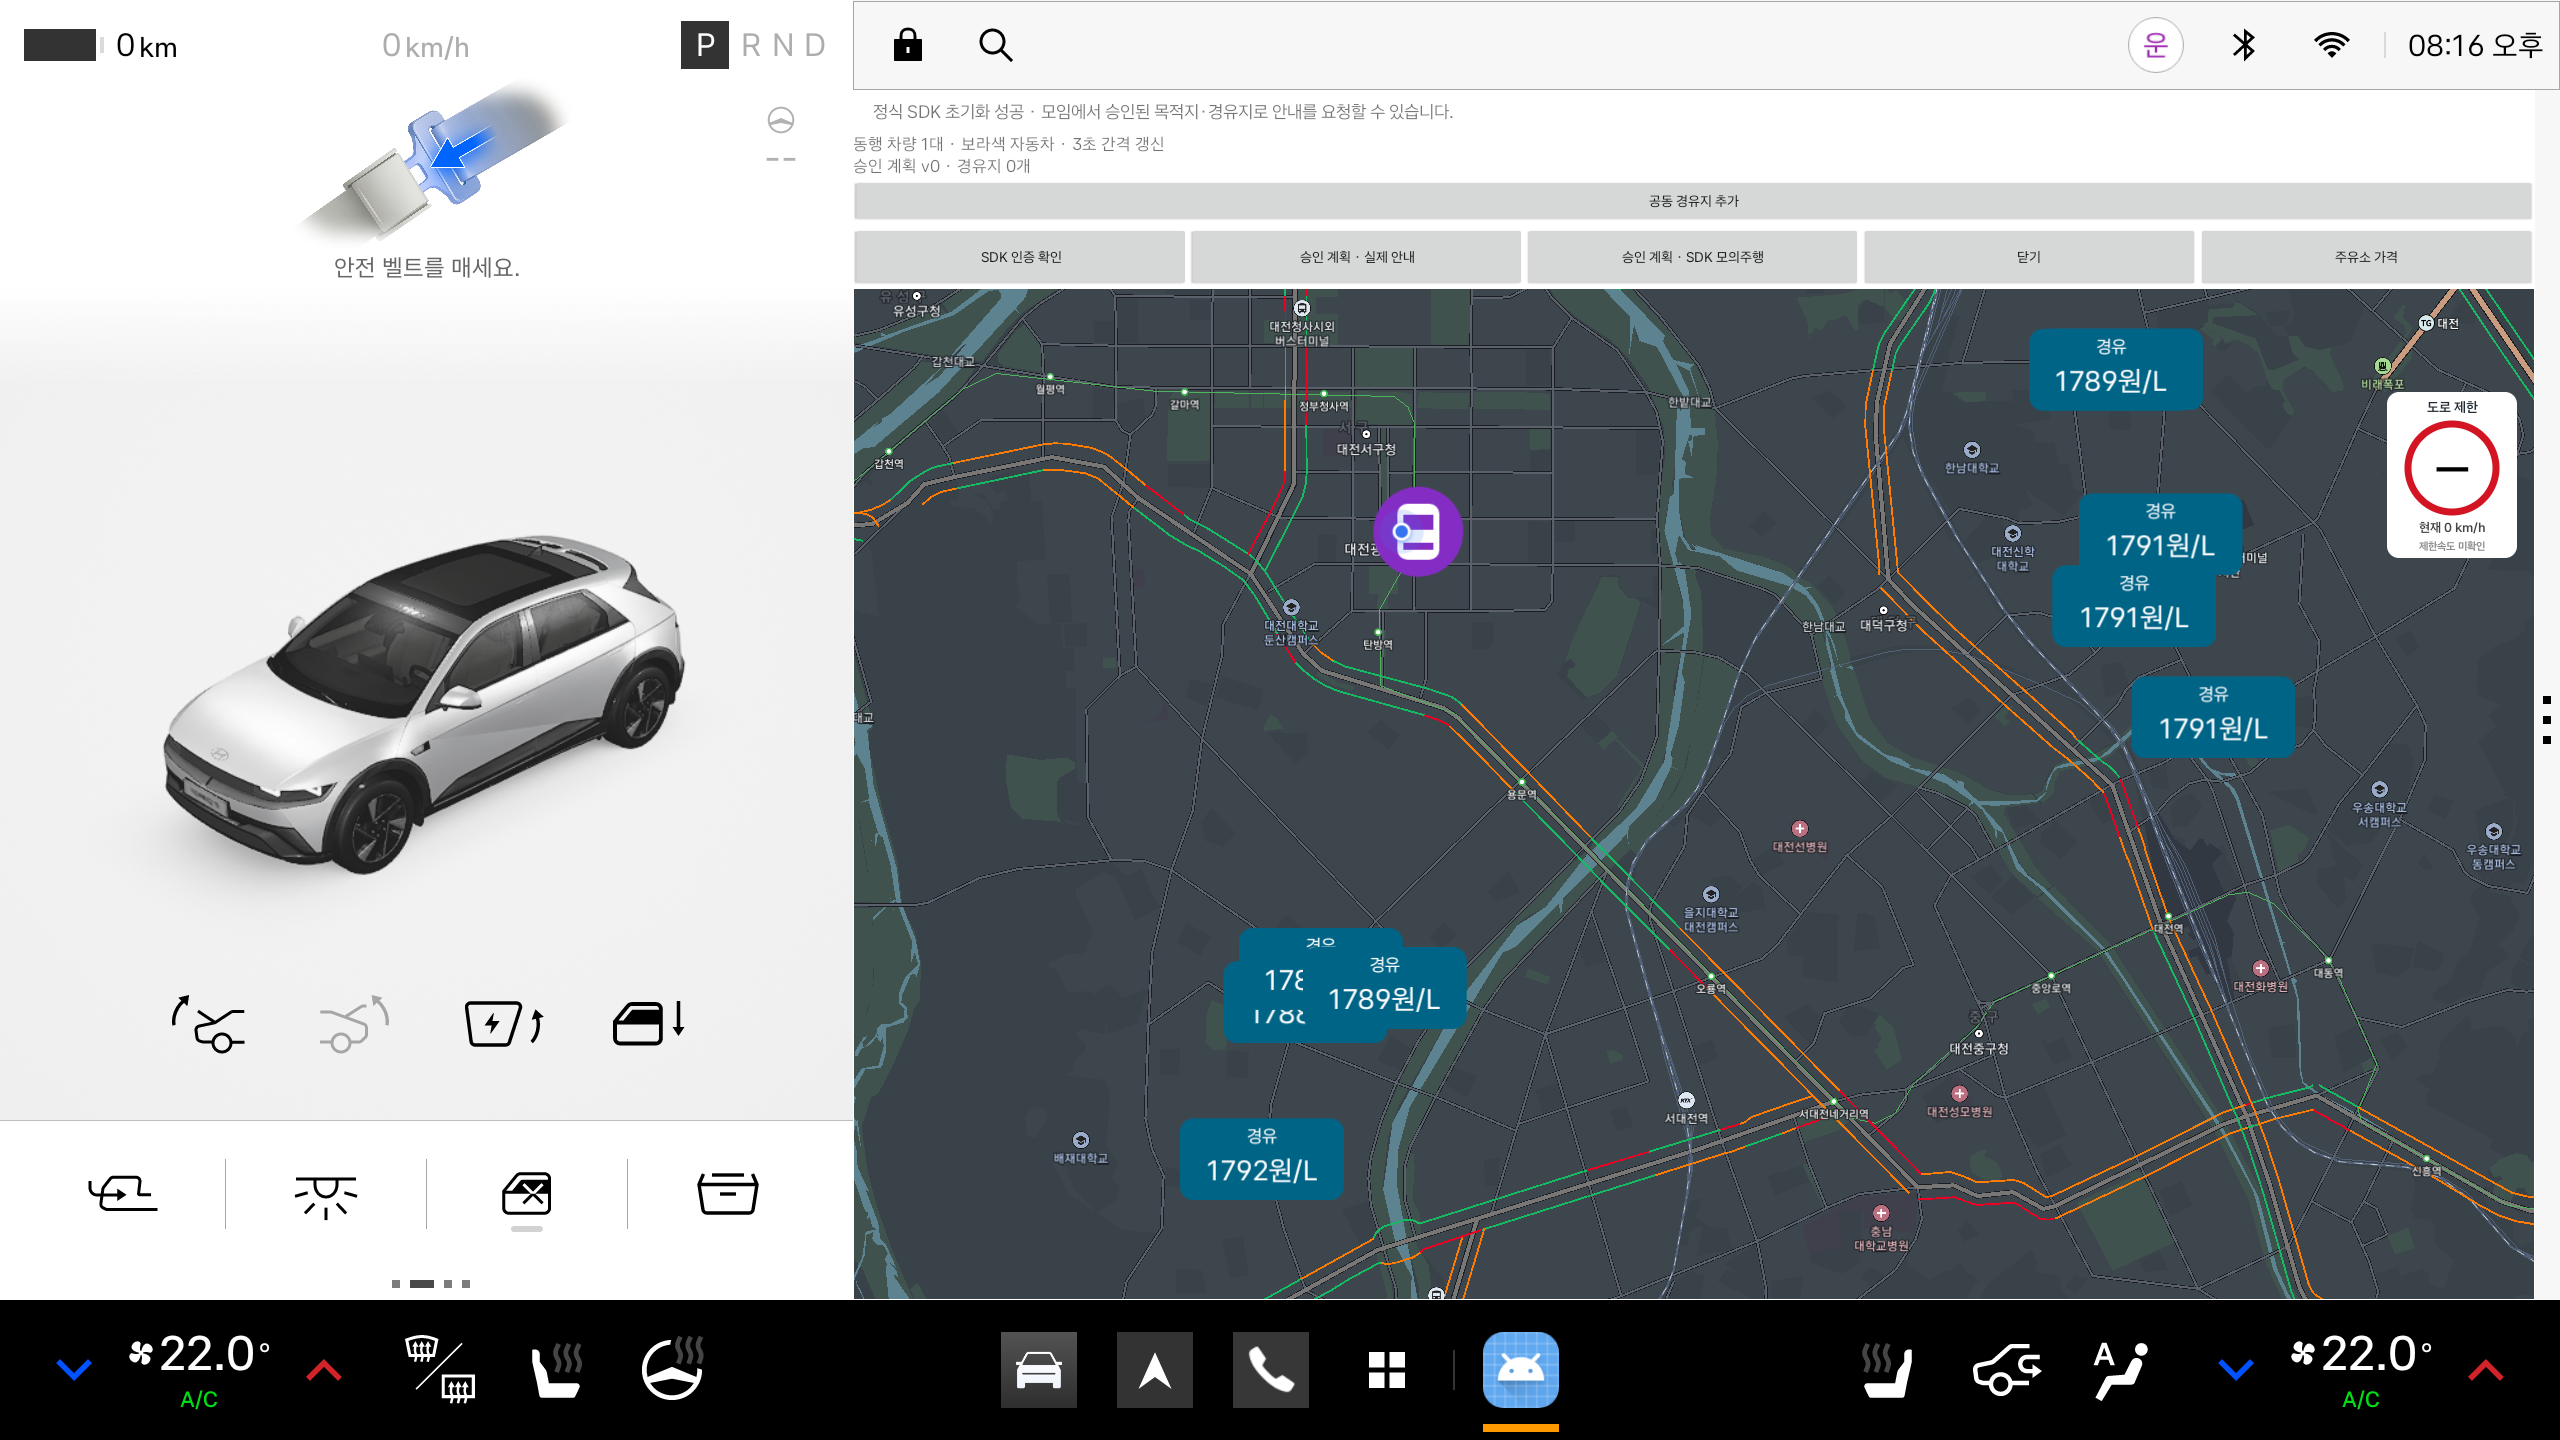 0 km
0 km/h
P R N D
안전 벨트를 매세요.
운
08:16 오후
정식 SDK 초기화 성공 · 모임에서 승인된 목적지·경유지로 안내를 요청할 수 있습니다.
동행 차량 1대 · 보라색 자동차 · 3초 간격 갱신
승인 계획 v0 · 경유지 0개
공동 경유지 추가
SDK 인증 확인
승인 계획 · 실제 안내
승인 계획 · SDK 모의주행
닫기
주유소 가격
유성구청
대전청사시외
버스터미널
갑천대교
월평역
갈마역
정부청사역
한밭대교
서구
대전서구청
갑천역
TG 대전
비래폭포
경유
1789원/L
도로 제한
현재 0 km/h
제한속도 미확인
한남대학교
경유
1791원/L
대전신학
대학교
경유
1791원/L
대전대학교
둔산캠퍼스
탄방역
한남대교
대덕구청
경유
1791원/L
대교
용문역
대전선병원
우송대학교
서캠퍼스
우송대학교
동캠퍼스
을지대학교
대전캠퍼스
대전역
경유
1789원/L
오룡역
중앙로역
대전화병원
대동역
중구
대전중구청
서대전역
서대전네거리역
대전성모병원
경유
1792원/L
배재대학교
신흥역
충남
대학교병원
22.0°
A/C
A
22.0°
A/C